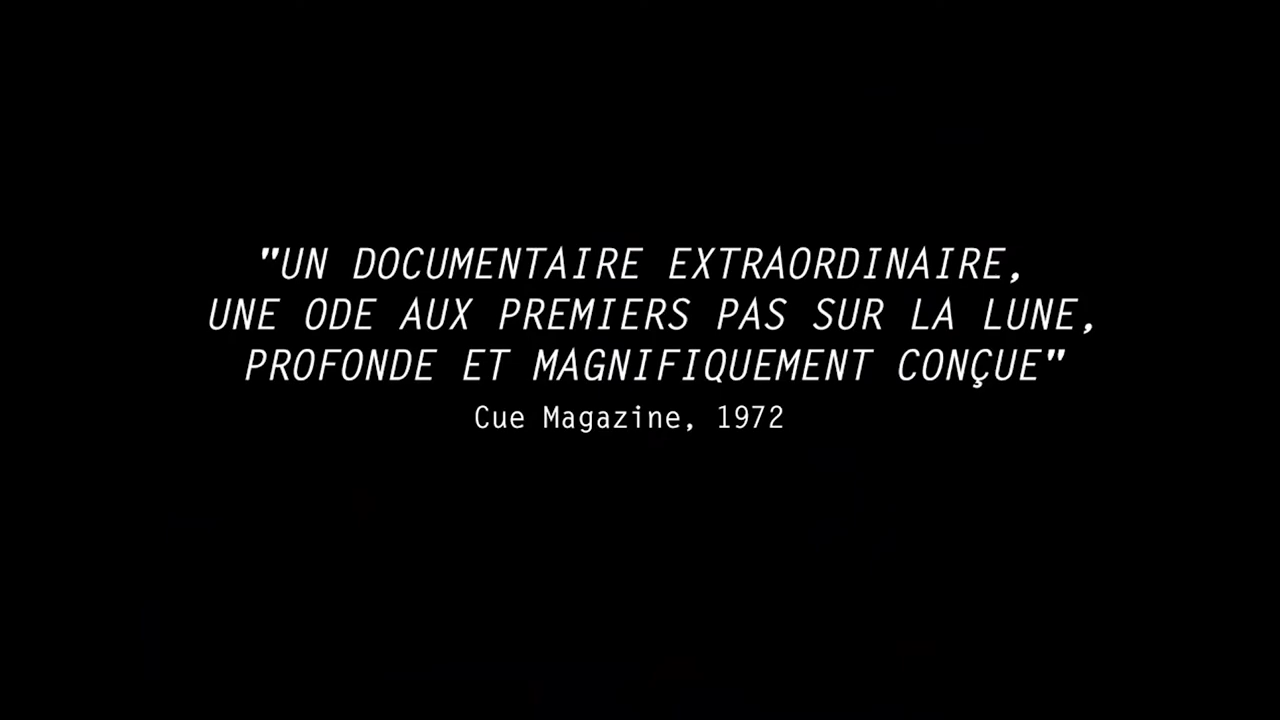 "UN DOCUMENTAIRE EXTRAORDINAIRE,
UNE ODE AUX PREMIERS PAS SUR LA LUNE,
PROFONDE ET MAGNIFIQUEMENT CONÇUE"
Cue Magazine, 1972